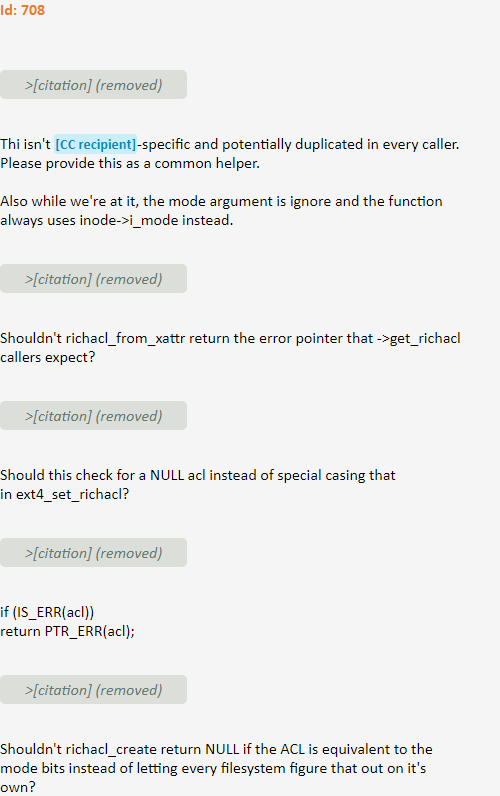 Id: 708
>[citation] (removed)
Thi isn't [CC recipient]-specific and potentially duplicated in every caller.
Please provide this as a common helper.
Also while we're at it, the mode argument is ignore and the function
always uses inode->i_mode instead.
>[citation] (removed)
Shouldn't richacl_from_xattr return the error pointer that ->get_richacl
callers expect?
>[citation] (removed)
Should this check for a NULL acl instead of special casing that
in ext4_set_richacl?
>[citation] (removed)
if (IS_ERR(acl))
return PTR_ERR(acl);
>[citation] (removed)
Shouldn't richacl_create return NULL if the ACL is equivalent to the
mode bits instead of letting every filesystem figure that out on it's
own?